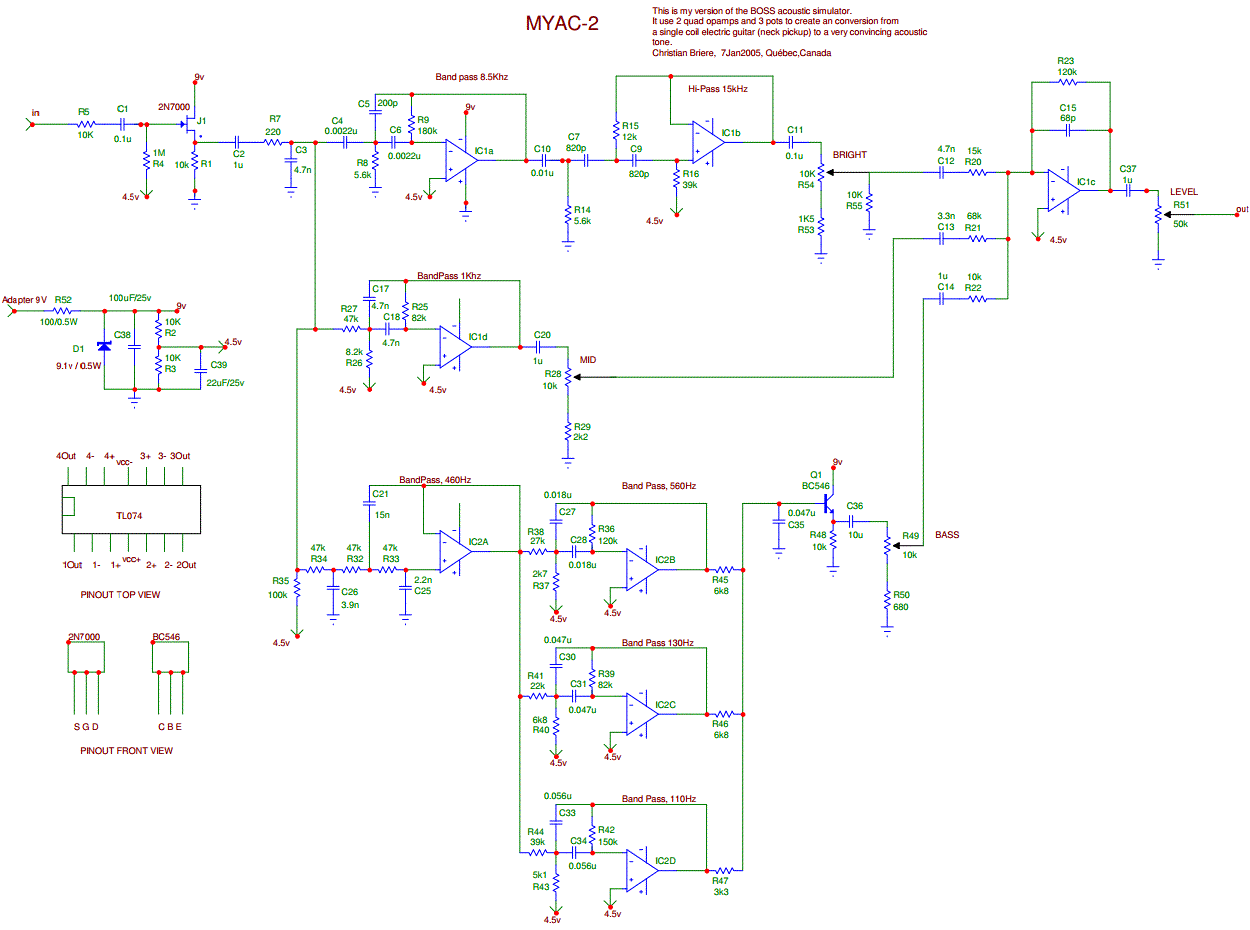 MYAC-2
This is my version of the BOSS acoustic simulator.
It use 2 quad opamps and 3 pots to create an conversion from
a single coil electric guitar (neck pickup) to a very convincing acoustic
tone.
Christian Briere, 7Jan2005, Québec,Canada
in
R5
10K
C1
0.1u
1M
R4
4.5v
9v
2N7000
J1
10k
R1
C2
1u
R7
220
C3
4.7n
C4
0.0022u
Band pass 8.5Khz
C5
200p
C6
0.0022u
R8
5.6k
R9
180k
9v
IC1a
4.5v
C10
0.01u
R14
5.6k
C7
820p
R15
12k
C9
820p
Hi-Pass 15kHz
R16
39k
4.5v
IC1b
C11
0.1u
BRIGHT
10K
R54
1K5
R53
10K
R55
4.7n
C12
15k
R20
3.3n
C13
68k
R21
1u
C14
10k
R22
R23
120k
C15
68p
IC1c
4.5v
C37
1u
LEVEL
R51
50k
out
Adapter 9V
R52
100/0.5W
100uF/25v
9v
D1
9.1v / 0.5W
C38
10K
R2
10K
R3
4.5v
C39
22uF/25v
BandPass 1Khz
R27
47k
C17
4.7n
C18
4.7n
R25
82k
8.2k
R26
4.5v
IC1d
4.5v
C20
1u
MID
R28
10k
R29
2k2
4Out 4- 4+ vcc- 3+ 3- 3Out
TL074
1Out 1- 1+ vcc+ 2+ 2- 2Out
PINOUT TOP VIEW
2N7000
S G D
BC546
C B E
PINOUT FRONT VIEW
BandPass, 460Hz
C21
15n
47k
R34
47k
R32
47k
R33
R35
100k
4.5v
C26
3.9n
2.2n
C25
IC2A
Band Pass, 560Hz
0.018u
C27
R38
27k
C28
0.018u
R36
120k
2k7
R37
4.5v
IC2B
4.5v
R45
6k8
Band Pass 130Hz
0.047u
C30
R41
22k
C31
0.047u
R39
82k
6k8
R40
4.5v
IC2C
4.5v
R46
6k8
Band Pass, 110Hz
0.056u
C33
R44
39k
C34
0.056u
R42
150k
5k1
R43
4.5v
IC2D
4.5v
R47
3k3
9v
Q1
BC546
0.047u
C35
R48
10k
C36
10u
R49
10k
BASS
R50
680